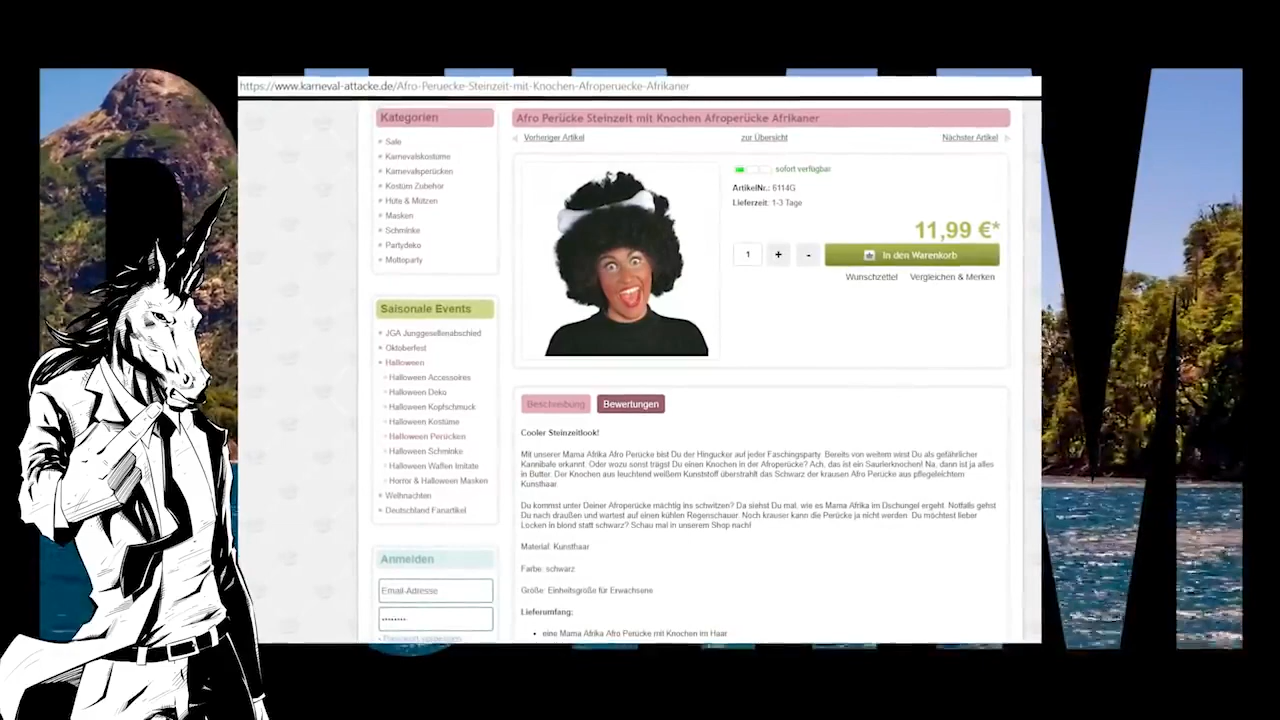 https://www.karneval-attacke.de/Afro-Peruecke-Steinzeit-mit-Knochen-Afroperuecke-Afrikaner
Kategorien
Sale
Karnevalskostüme
Karnevalsperücken
Kostüm Zubehör
Hüte & Mützen
Masken
Schminke
Partydeko
Mottoparty
Saisonale Events
JGA Junggesellenabschied
Oktoberfest
Halloween
Halloween Accessoires
Halloween Deko
Halloween Kopfschmuck
Halloween Kostüme
Halloween Perücken
Halloween Schminke
Halloween Waffen Imitate
Horror & Halloween Masken
Weihnachten
Deutschland Fanartikel
Anmelden
Email-Adresse
Afro Perücke Steinzeit mit Knochen Afroperücke Afrikaner
Vorheriger Artikel zur Übersicht Nächster Artikel
sofort verfügbar
ArtikelNr.: 6114G
Lieferzeit: 1-3 Tage
11,99 €*
1 + - In den Warenkorb
Wunschzettel Vergleichen & Merken
Beschreibung Bewertungen
Cooler Steinzeitlook!
Mit unserer Mama Afrika Afro Perücke bist Du der Hingucker auf jeder Faschingsparty. Bereits von weitem wirst Du als gefährlicher
Kannibale erkannt. Oder wozu sonst trägst Du einen Knochen in der Afroperücke? Ach, das ist ein Saurierknochen! Na, dann ist ja alles
in Butter. Der Knochen aus leuchtend weißem Kunststoff überstrahlt das Schwarz der krausen Afro Perücke aus pflegeleichtem
Kunsthaar.
Du kommst unter Deiner Afroperücke mächtig ins schwitzen? Da siehst Du mal, wie es Mama Afrika im Dschungel ergeht. Notfalls gehst
Du nach draußen und wartest auf einen kühlen Regenschauer. Noch krauser kann die Perücke ja nicht werden. Du möchtest lieber
Locken in blond statt schwarz? Schau mal in unserem Shop nach!
Material: Kunsthaar
Farbe: schwarz
Größe: Einheitsgröße für Erwachsene
Lieferumfang:
eine Mama Afrika Afro Perücke mit Knochen im Haar